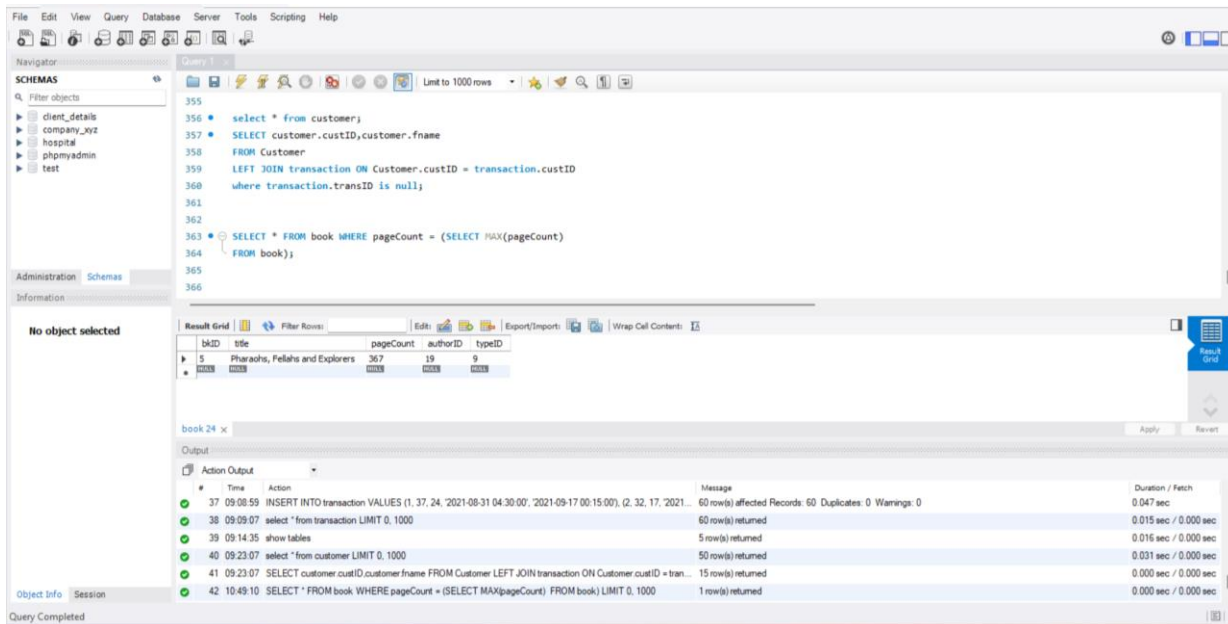 File Edit View Query Database Server Tools Scripting Help
Navigator
Query 1 ×
SCHEMAS
Limit to 1000 rows
Filter objects
client_details
company_xyz
hospital
phpmyadmin
test
355
356 select * from customer;
357 SELECT customer.custID,customer.fname
358 FROM Customer
359 LEFT JOIN transaction ON Customer.custID = transaction.custID
360 where transaction.transID is null;
361
362
363 SELECT * FROM book WHERE pageCount = (SELECT MAX(pageCount)
364 FROM book);
365
366
Administration Schemas
Information
No object selected
Result Grid Filter Rows: Edit: Export/Import: Wrap Cell Content:
Result Grid
bkID title pageCount authorID typeID
5 Pharaohs, Fellahs and Explorers 367 19 9
NULL NULL NULL NULL NULL
book 24 × Apply Revert
Output
Action Output
# Time Action Message Duration / Fetch
37 09:08:59 INSERT INTO transaction VALUES (1, 37, 24, '2021-08-31 04:30:00', '2021-09-17 00:15:00'), (2, 32, 17, '2021... 60 row(s) affected Records: 60 Duplicates: 0 Warnings: 0 0.047 sec
38 09:09:07 select * from transaction LIMIT 0, 1000 60 row(s) returned 0.015 sec / 0.000 sec
39 09:14:35 show tables 5 row(s) returned 0.016 sec / 0.000 sec
40 09:23:07 select * from customer LIMIT 0, 1000 50 row(s) returned 0.031 sec / 0.000 sec
41 09:23:07 SELECT customer.custID,customer.fname FROM Customer LEFT JOIN transaction ON Customer.custID = tran... 15 row(s) returned 0.000 sec / 0.000 sec
42 10:49:10 SELECT * FROM book WHERE pageCount = (SELECT MAX(pageCount) FROM book) LIMIT 0, 1000 1 row(s) returned 0.000 sec / 0.000 sec
Object Info Session
Query Completed